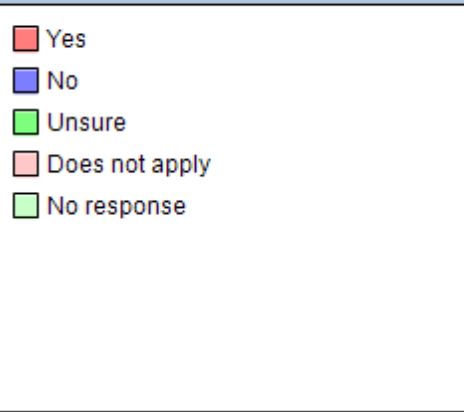 Yes
No
Unsure
Does not apply
No response